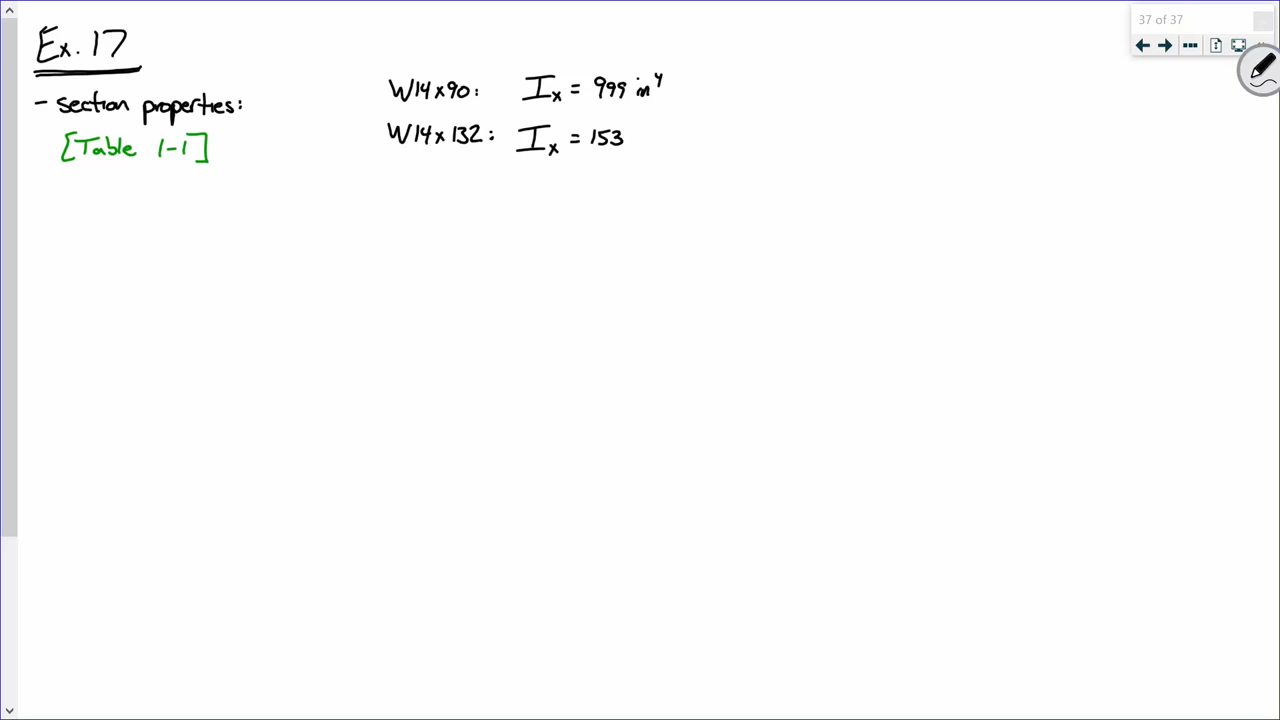 37 of 37
Ex. 17
- section properties:
[Table 1-1]
W14x90: Ix = 999 in⁴
W14x132: Ix = 153